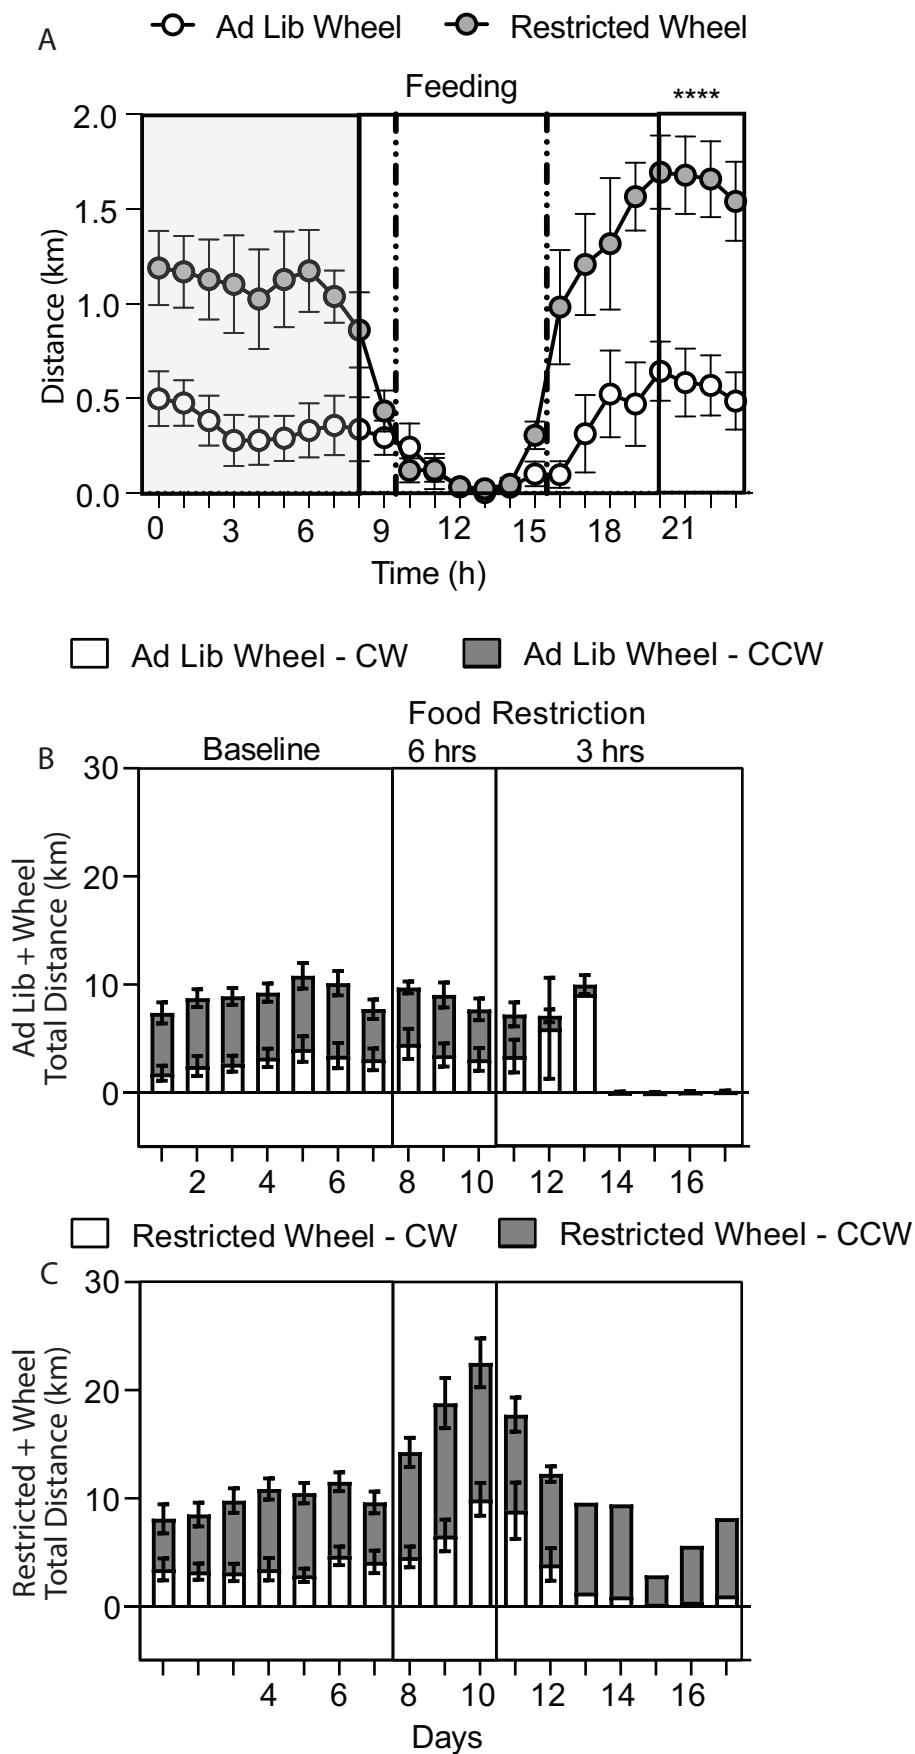 A
Ad Lib Wheel
Restricted Wheel
Feeding
****
2.0
1.5
1.0
0.5
0.0
Distance (km)
0 3 6 9 12 15 18 21
Time (h)
Ad Lib Wheel - CW
Ad Lib Wheel - CCW
Food Restriction
B
Baseline
6 hrs
3 hrs
30
20
10
0
Ad Lib + Wheel
Total Distance (km)
2 4 6 8 10 12 14 16
Restricted Wheel - CW
Restricted Wheel - CCW
C
30
20
10
0
Restricted + Wheel
Total Distance (km)
4 6 8 10 12 14 16
Days